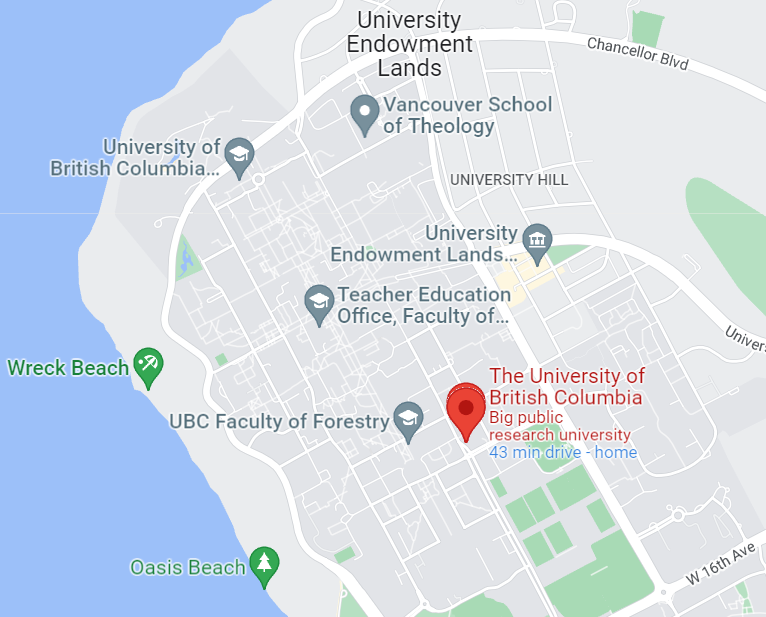 University
Endowment
Lands
Chancellor Blvd
Vancouver School
of Theology
University of
British Columbia...
UNIVERSITY HILL
University
Endowment Lands...
Teacher Education
Office, Faculty of...
Univers
Wreck Beach
The University of
British Columbia
Big public
research university
43 min drive - home
UBC Faculty of Forestry
Oasis Beach
W 16th Ave